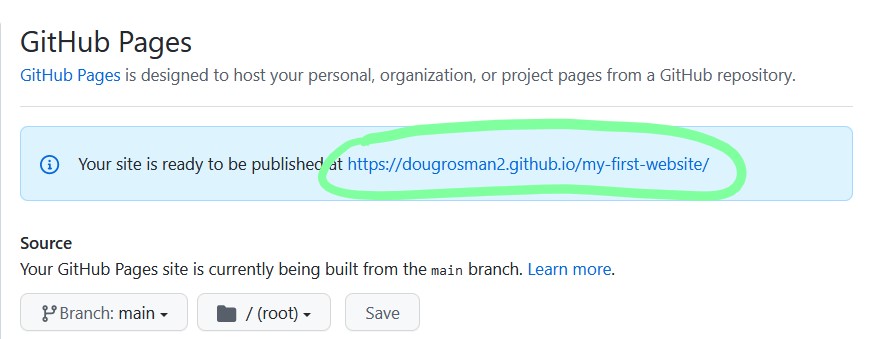 GitHub Pages
GitHub Pages is designed to host your personal, organization, or project pages from a GitHub repository.
Your site is ready to be published at https://dougrosman2.github.io/my-first-website/
Source
Your GitHub Pages site is currently being built from the main branch. Learn more.
Branch: main / (root) Save